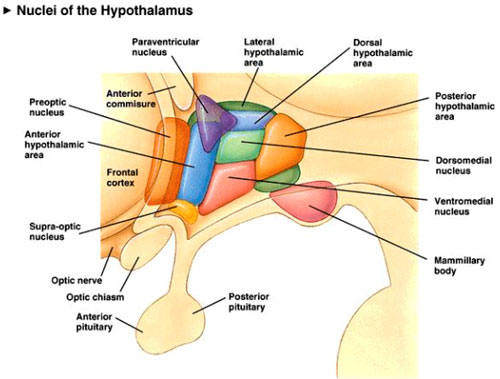 ► Nuclei of the Hypothalamus
Paraventricular
nucleus
Lateral
hypothalamic
area
Dorsal
hypothalamic
area
Preoptic
nucleus
Anterior
commisure
Posterior
hypothalamic
area
Anterior
hypothalamic
area
Dorsomedial
nucleus
Frontal
cortex
Ventromedial
nucleus
Supra-optic
nucleus
Mammillary
body
Optic nerve
Optic chiasm
Posterior
pituitary
Anterior
pituitary